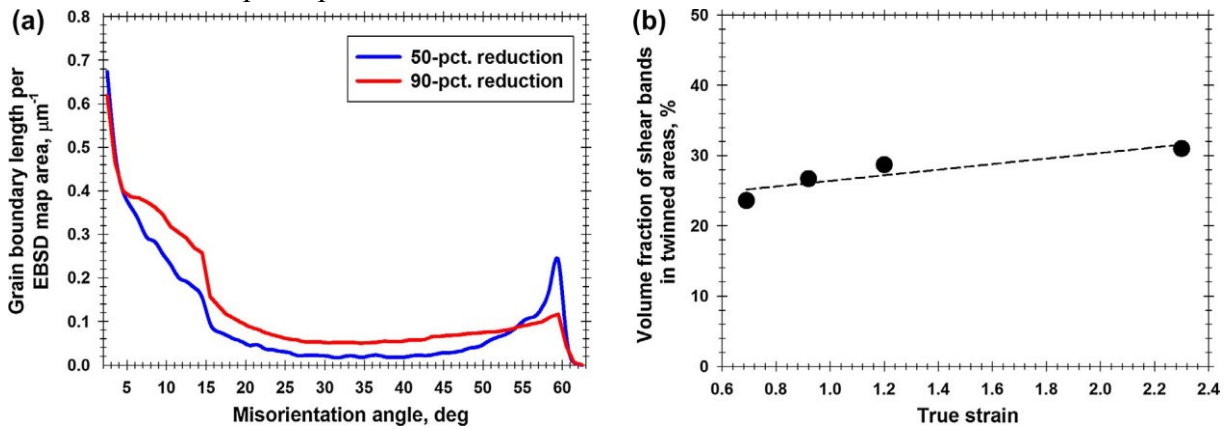 (a)
0.8
0.7
0.6
0.5
0.4
0.3
0.2
0.1
0.0
Grain boundary length per
EBSD map area, μm⁻¹
50-pct. reduction
90-pct. reduction
5 10 15 20 25 30 35 40 45 50 55 60
Misorientation angle, deg
(b)
50
40
30
20
10
0
Volume fraction of shear bands
in twinned areas, %
0.6 0.8 1.0 1.2 1.4 1.6 1.8 2.0 2.2 2.4
True strain